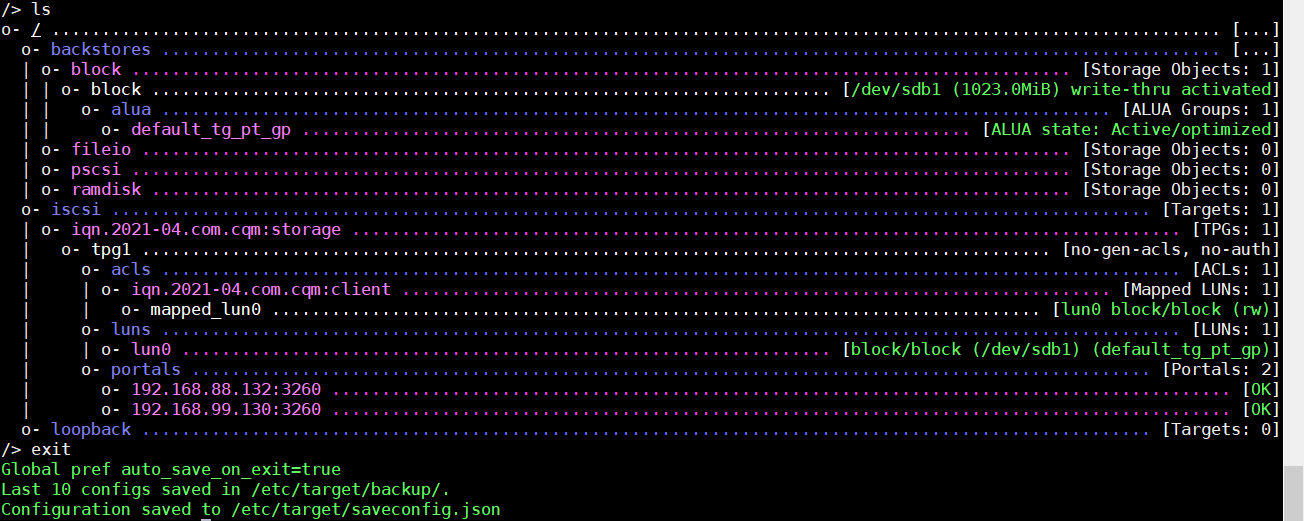 /> ls
o- / ..................................................................................................................... [...]
  o- backstores .......................................................................................................... [...]
  | o- block .............................................................................................. [Storage Objects: 1]
  | | o- block ....................................................................... [/dev/sdb1 (1023.0MiB) write-thru activated]
  | |   o- alua ............................................................................................... [ALUA Groups: 1]
  | |     o- default_tg_pt_gp .................................................................... [ALUA state: Active/optimized]
  | o- fileio ............................................................................................. [Storage Objects: 0]
  | o- pscsi .............................................................................................. [Storage Objects: 0]
  | o- ramdisk ............................................................................................ [Storage Objects: 0]
  o- iscsi ........................................................................................................ [Targets: 1]
  | o- iqn.2021-04.com.cqm:storage ................................................................................... [TPGs: 1]
  |   o- tpg1 ........................................................................................... [no-gen-acls, no-auth]
  |     o- acls ...................................................................................................... [ACLs: 1]
  |     | o- iqn.2021-04.com.cqm:client ....................................................................... [Mapped LUNs: 1]
  |     |   o- mapped_lun0 ............................................................................. [lun0 block/block (rw)]
  |     o- luns ...................................................................................................... [LUNs: 1]
  |     | o- lun0 ................................................................. [block/block (/dev/sdb1) (default_tg_pt_gp)]
  |     o- portals ................................................................................................ [Portals: 2]
  |       o- 192.168.88.132:3260 .......................................................................................... [OK]
  |       o- 192.168.99.130:3260 .......................................................................................... [OK]
  o- loopback ..................................................................................................... [Targets: 0]
/> exit
Global pref auto_save_on_exit=true
Last 10 configs saved in /etc/target/backup/.
Configuration saved to /etc/target/saveconfig.json